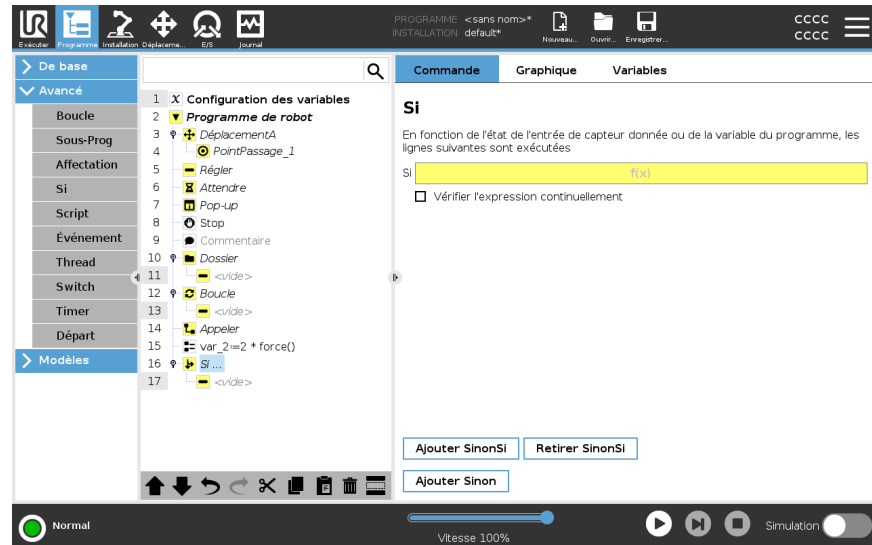 UR
PROGRAMME <sans nom>*
INSTALLATION default*
CCCC
CCCC
Exécuter Programme Installation Déplaceme... E/S Journal
Nouveau... Ouvrir... Enregistrer...
De base
Avancé
Boucle
Sous-Prog
Affectation
Si
Script
Événement
Thread
Switch
Timer
Départ
Modèles
1 X Configuration des variables
2 Programme de robot
3 DéplacementA
4 PointPassage_1
5 Régler
6 Attendre
7 Pop-up
8 Stop
9 Commentaire
10 Dossier
11 <vide>
12 Boucle
13 <vide>
14 Appeler
15 var_2:=2 * force()
16 Si ...
17 <vide>
Commande Graphique Variables
Si
En fonction de l'état de l'entrée de capteur donnée ou de la variable du programme, les
lignes suivantes sont exécutées
Si f(x)
Vérifier l'expression continuellement
Ajouter SinonSi Retirer SinonSi
Ajouter Sinon
Normal
Vitesse 100%
Simulation